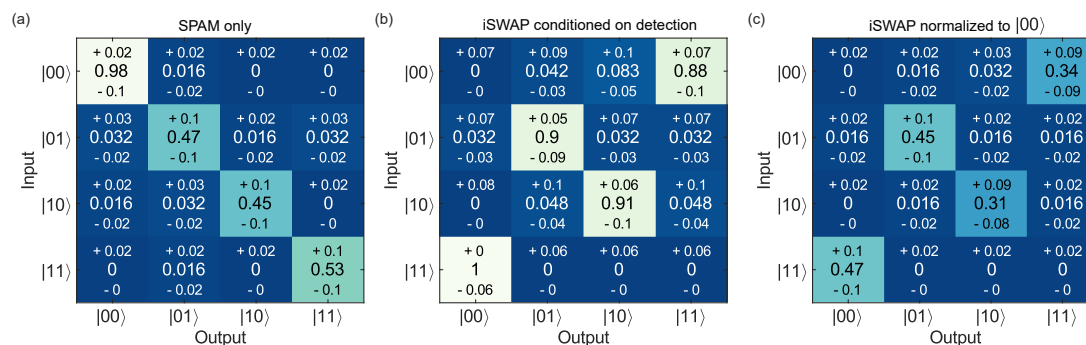 (a)
SPAM only
+ 0.02 + 0.02 + 0.02 + 0.02
|00⟩ 0.98 0.016 0 0
- 0.1 - 0.02 - 0 - 0
+ 0.03 + 0.1 + 0.02 + 0.03
|01⟩ 0.032 0.47 0.016 0.032
- 0.02 - 0.1 - 0.02 - 0.02
Input
+ 0.02 + 0.03 + 0.1 + 0.02
|10⟩ 0.016 0.032 0.45 0
- 0.02 - 0.02 - 0.1 - 0
+ 0.02 + 0.02 + 0.02 + 0.1
|11⟩ 0 0.016 0 0.53
- 0 - 0.02 - 0 - 0.1
|00⟩ |01⟩ |10⟩ |11⟩
Output
(b)
iSWAP conditioned on detection
+ 0.07 + 0.09 + 0.1 + 0.07
|00⟩ 0 0.042 0.083 0.88
- 0 - 0.03 - 0.05 - 0.1
+ 0.07 + 0.05 + 0.07 + 0.07
|01⟩ 0.032 0.9 0.032 0.032
- 0.03 - 0.09 - 0.03 - 0.03
Input
+ 0.08 + 0.1 + 0.06 + 0.1
|10⟩ 0 0.048 0.91 0.048
- 0 - 0.04 - 0.1 - 0.04
+ 0 + 0.06 + 0.06 + 0.06
|11⟩ 1 0 0 0
- 0.06 - 0 - 0 - 0
|00⟩ |01⟩ |10⟩ |11⟩
Output
(c)
iSWAP normalized to |00⟩
+ 0.02 + 0.02 + 0.03 + 0.09
|00⟩ 0 0.016 0.032 0.34
- 0 - 0.02 - 0.02 - 0.09
+ 0.02 + 0.1 + 0.02 + 0.02
|01⟩ 0.016 0.45 0.016 0.016
- 0.02 - 0.1 - 0.02 - 0.02
Input
+ 0.02 + 0.02 + 0.09 + 0.02
|10⟩ 0 0.016 0.31 0.016
- 0 - 0.02 - 0.08 - 0.02
+ 0.1 + 0.02 + 0.02 + 0.02
|11⟩ 0.47 0 0 0
- 0.1 - 0 - 0 - 0
|00⟩ |01⟩ |10⟩ |11⟩
Output